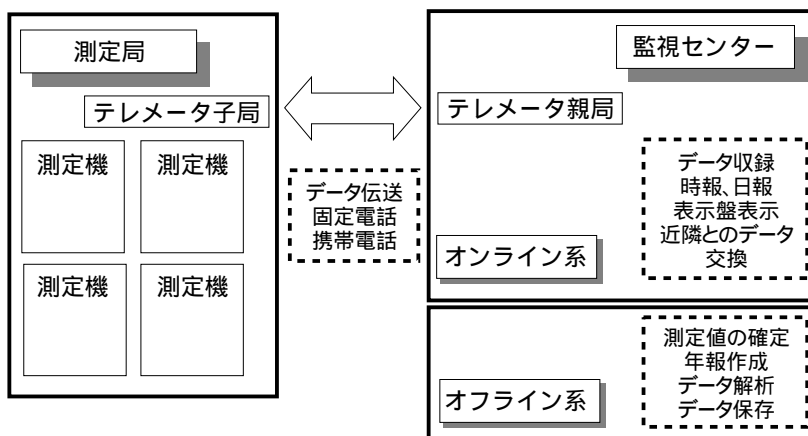 測定局
テレメータ子局
測定機
測定機
測定機
測定機
データ伝送
固定電話
携帯電話
監視センター
テレメータ親局
データ収録
時報、日報
表示盤表示
近隣とのデータ
交換
オンライン系
測定値の確定
年報作成
データ解析
データ保存
オフライン系